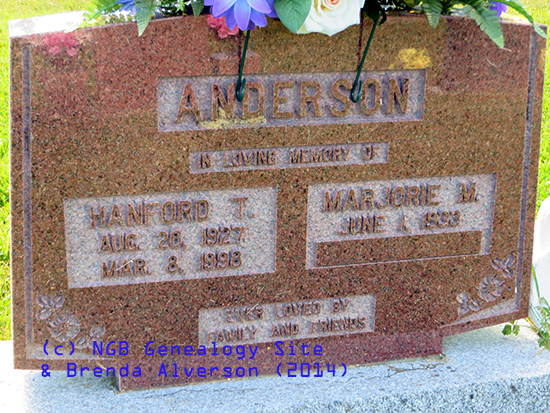 ANDERSON
IN LOVING MEMORY OF
HANFORD T.
AUG. 26, 1927
MAR. 8, 1998
MARJORIE M.
JUNE 1, 1933
EVER LOVED BY
FAMILY AND FRIENDS
(c) NGB Genealogy Site
& Brenda Alverson (2014)